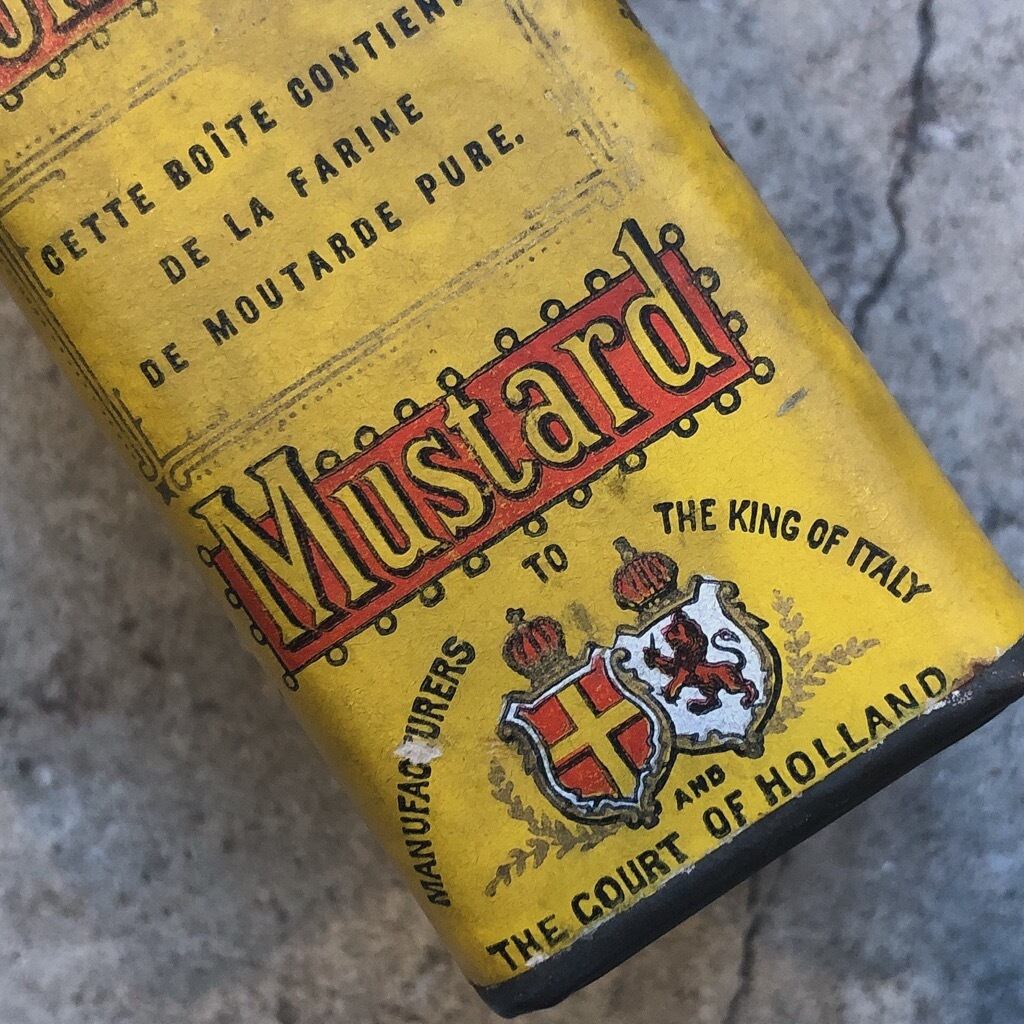 CETTE BOÎTE CONTIENT
DE LA FARINE
DE MOUTARDE PURE.
Mustard
MANUFACTURERS
TO
THE KING OF ITALY
AND
THE COURT OF HOLLAND